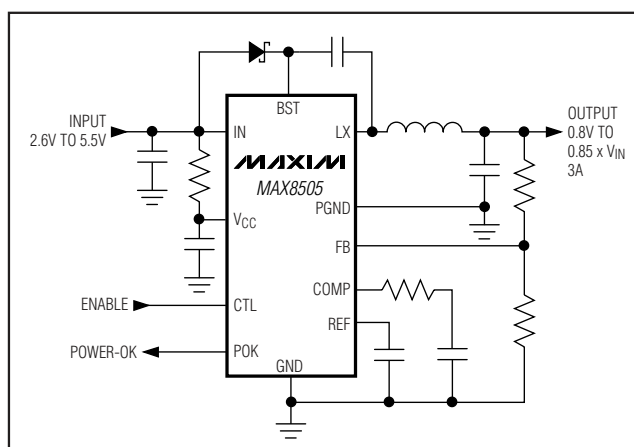 BST
INPUT
2.6V TO 5.5V
IN
LX
OUTPUT
0.8V TO
0.85 x VIN
3A
MAXIM
MAX8505
VCC
PGND
FB
COMP
ENABLE
CTL
REF
POWER-OK
POK
GND